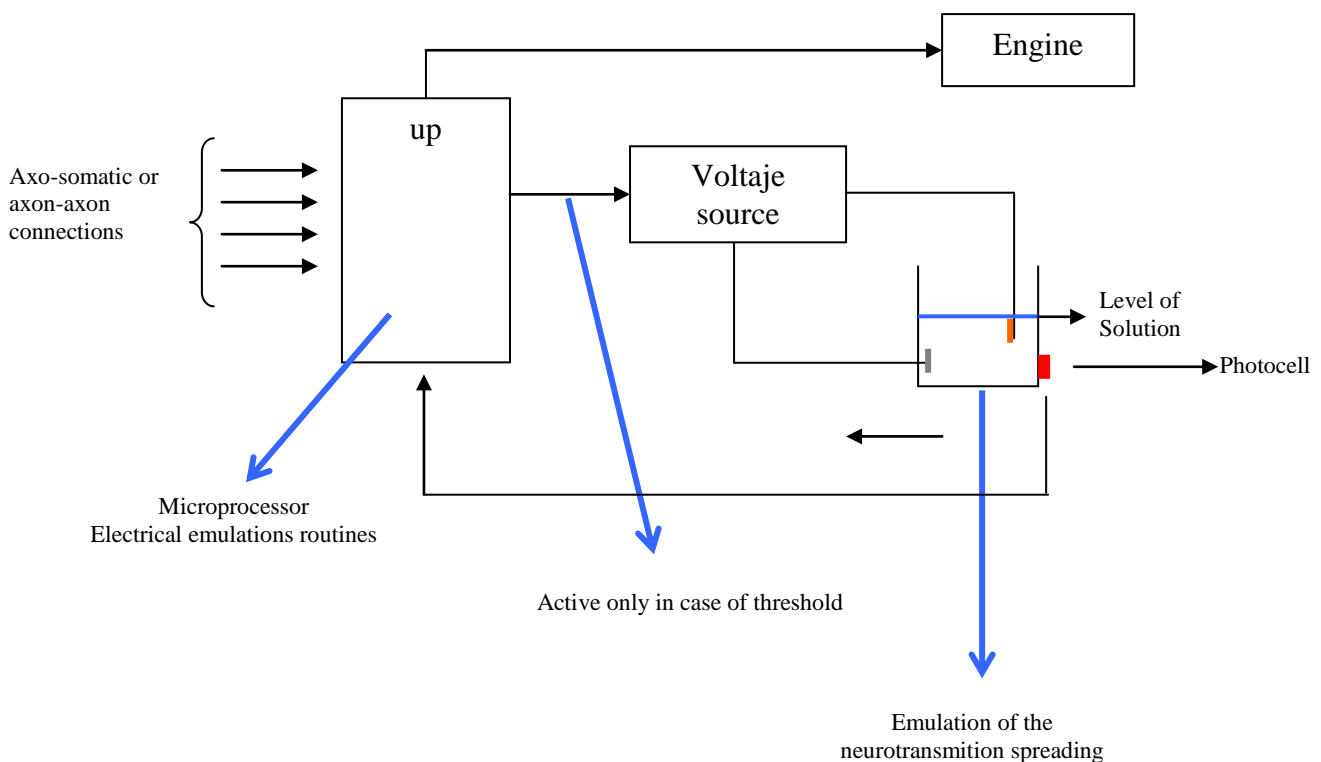 Engine
up
Axo-somatic or
axon-axon
connections
Voltaje
source
Level of
Solution
Photocell
Microprocessor
Electrical emulations routines
Active only in case of threshold
Emulation of the
neurotransmition spreading